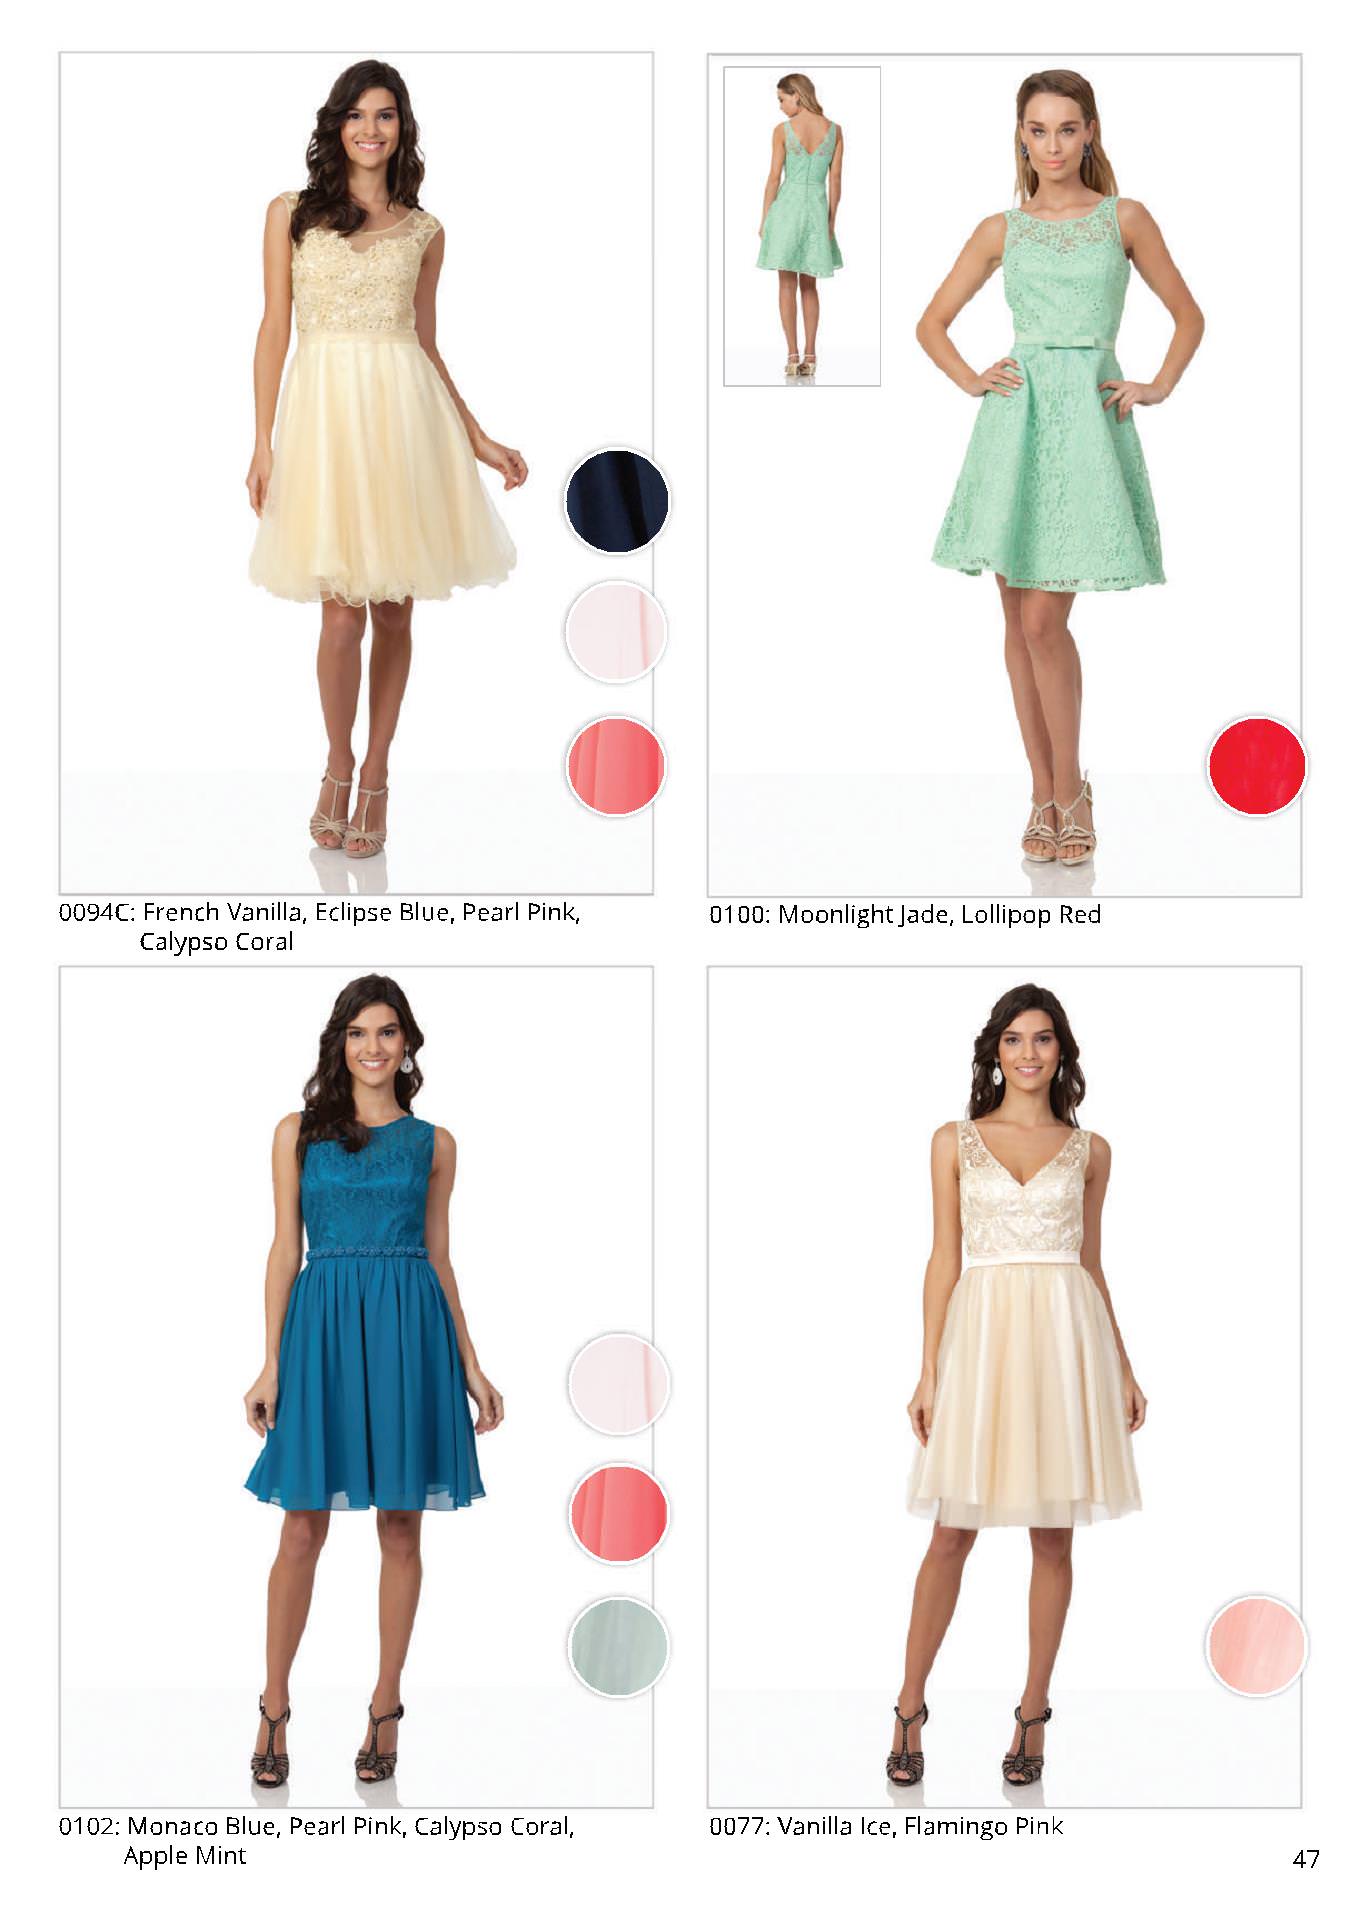 0094C: French Vanilla, Eclipse Blue, Pearl Pink,
Calypso Coral
0100: Moonlight Jade, Lollipop Red
0102: Monaco Blue, Pearl Pink, Calypso Coral,
Apple Mint
0077: Vanilla Ice, Flamingo Pink
47